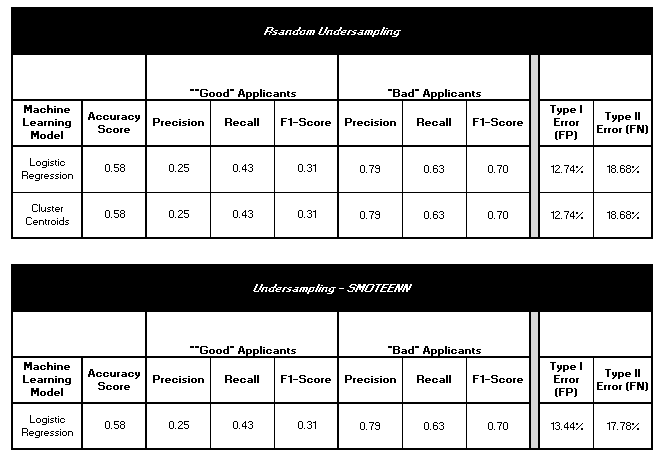 Rsandom Undersampling
""Good" Applicants "Bad" Applicants
Machine Learning Model Accuracy Score Precision Recall F1-Score Precision Recall F1-Score Type I Error (FP) Type II Error (FN)
Logistic Regression 0.58 0.25 0.43 0.31 0.79 0.63 0.70 12.74% 18.68%
Cluster Centroids 0.58 0.25 0.43 0.31 0.79 0.63 0.70 12.74% 18.68%
Undersampling - SMOTEENN
""Good" Applicants "Bad" Applicants
Machine Learning Model Accuracy Score Precision Recall F1-Score Precision Recall F1-Score Type I Error (FP) Type II Error (FN)
Logistic Regression 0.58 0.25 0.43 0.31 0.79 0.63 0.70 13.44% 17.78%